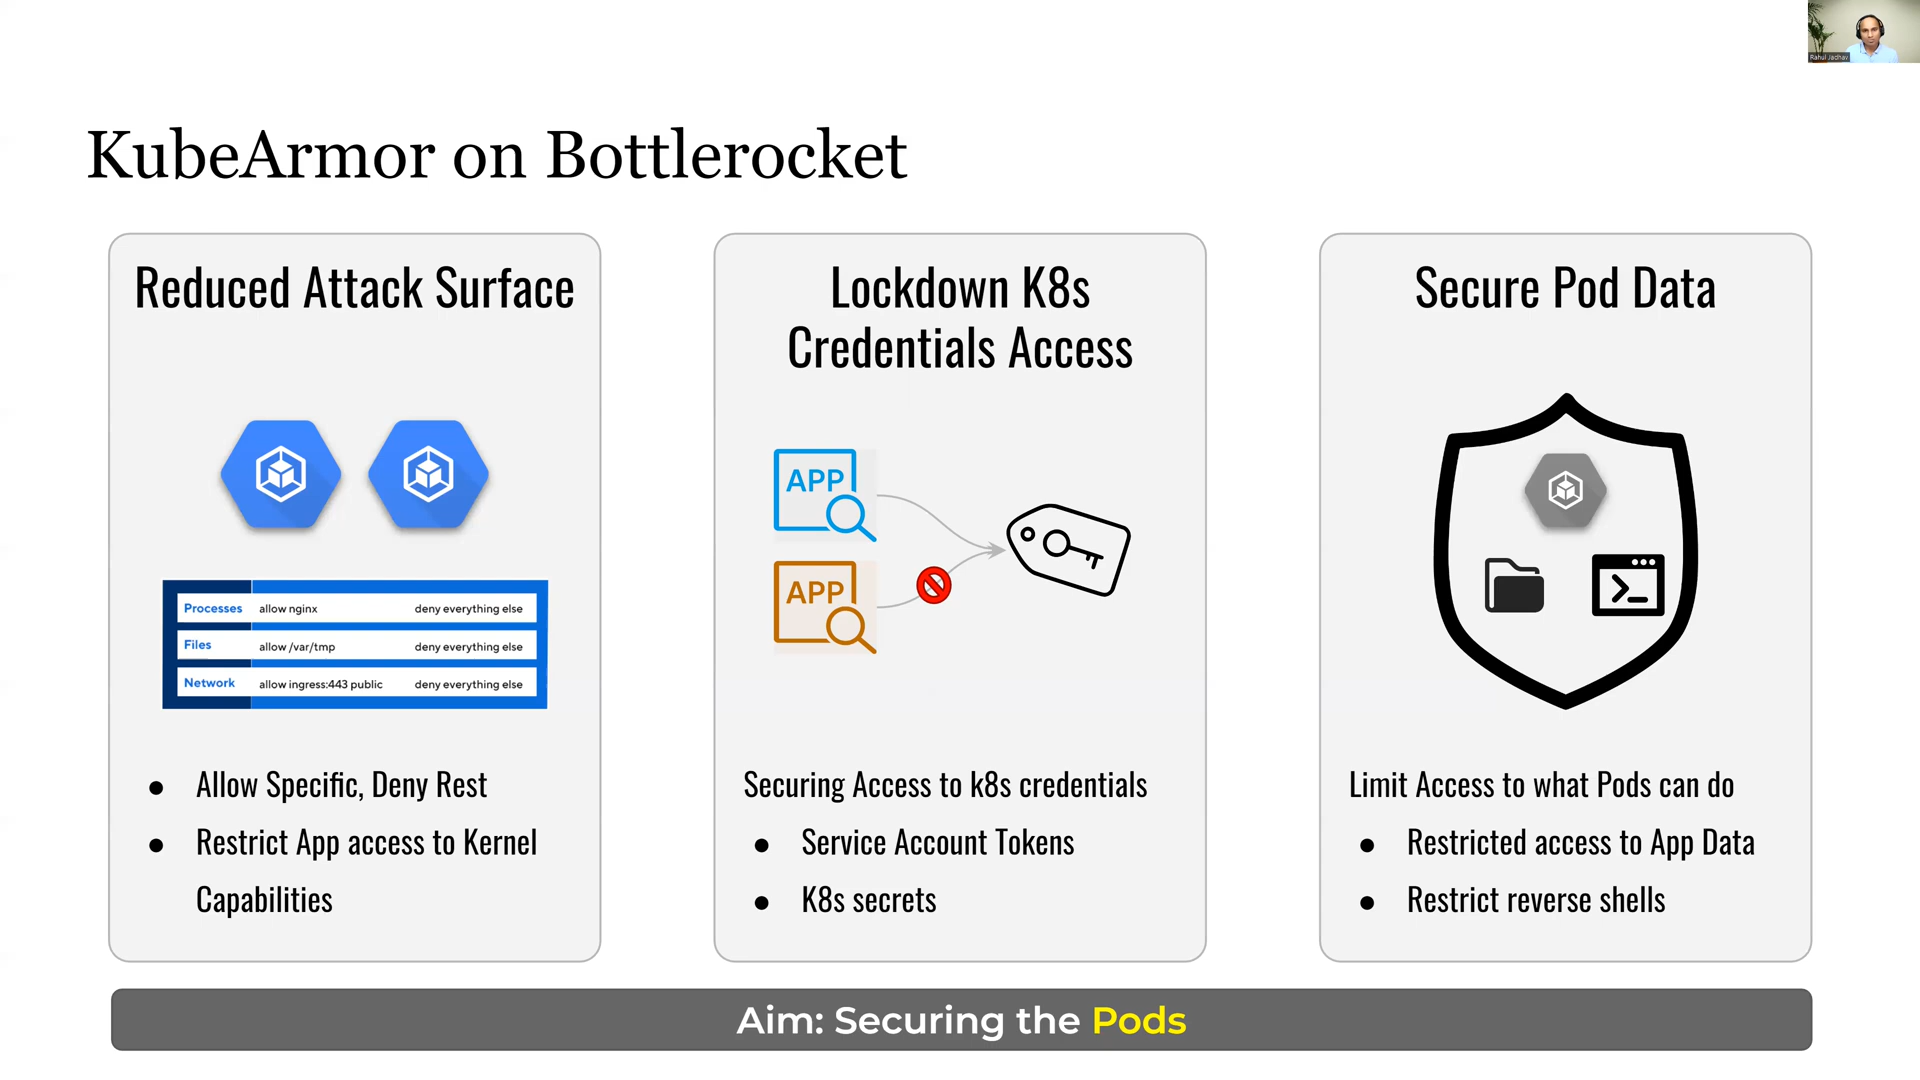 Rahul Jadhav
KubeArmor on Bottlerocket
Reduced Attack Surface
Processes allow nginx deny everything else
Files allow /var/tmp deny everything else
Network allow ingress:443 public deny everything else
● Allow Specific, Deny Rest
● Restrict App access to Kernel
Capabilities
Lockdown K8s
Credentials Access
APP
APP
Securing Access to k8s credentials
● Service Account Tokens
● K8s secrets
Secure Pod Data
Limit Access to what Pods can do
● Restricted access to App Data
● Restrict reverse shells
Aim: Securing the Pods